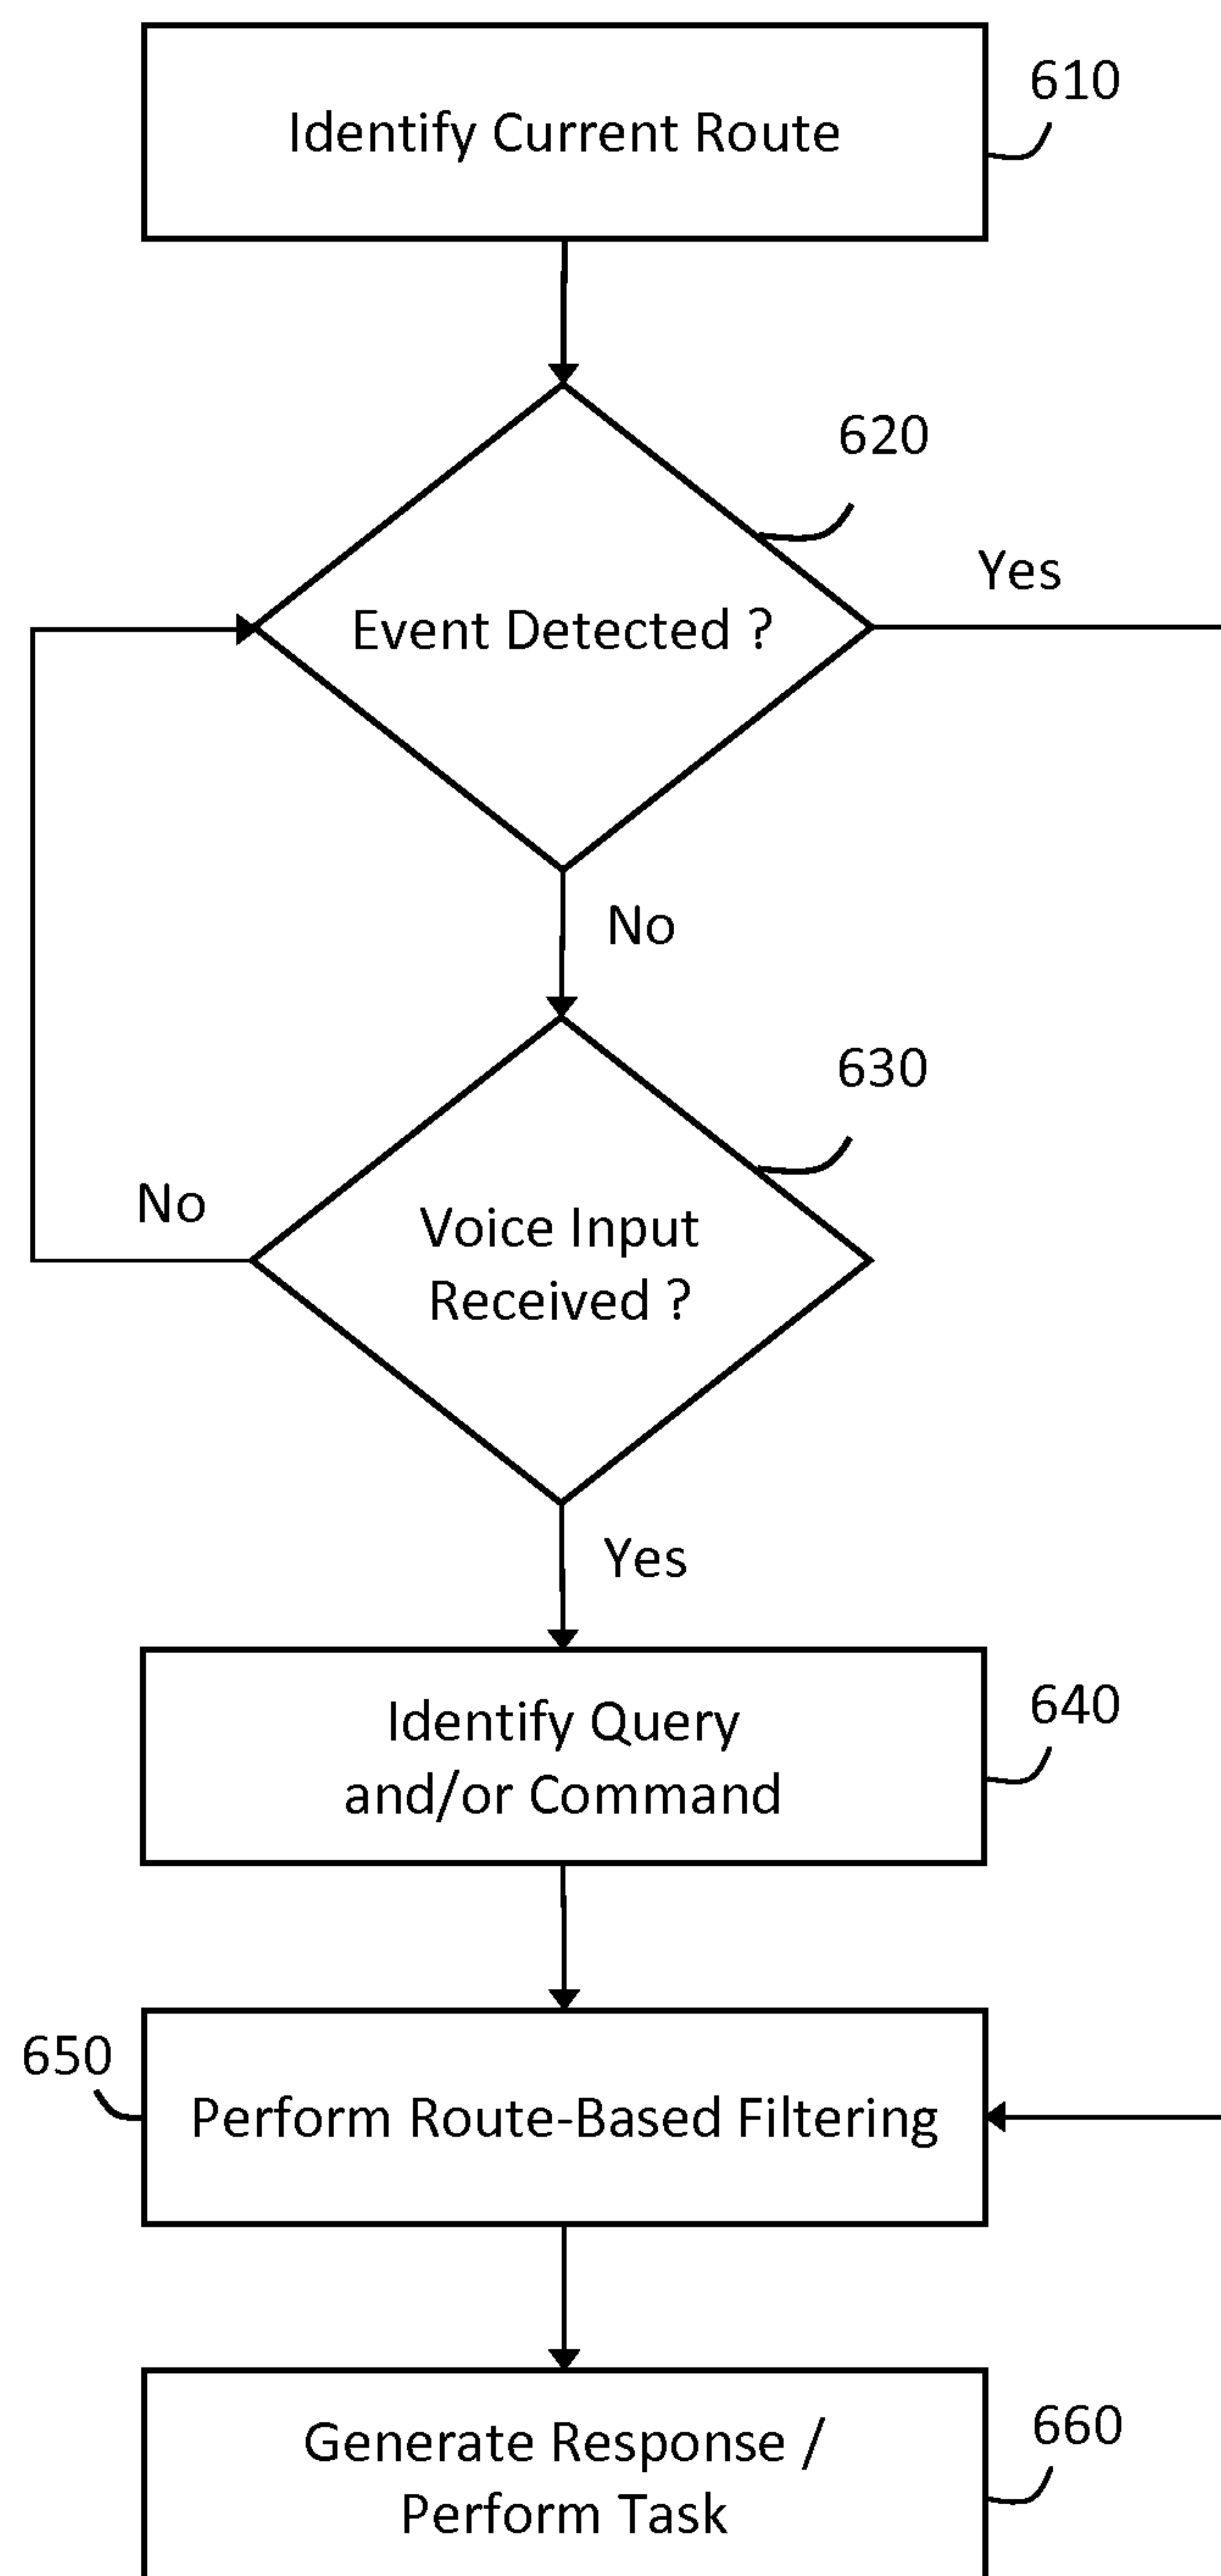 610
Identify Current Route
620
Yes
Event Detected ?
No
630
No
Voice Input
Received ?
Yes
640
Identify Query
and/or Command
650
Perform Route-Based Filtering
660
Generate Response /
Perform Task